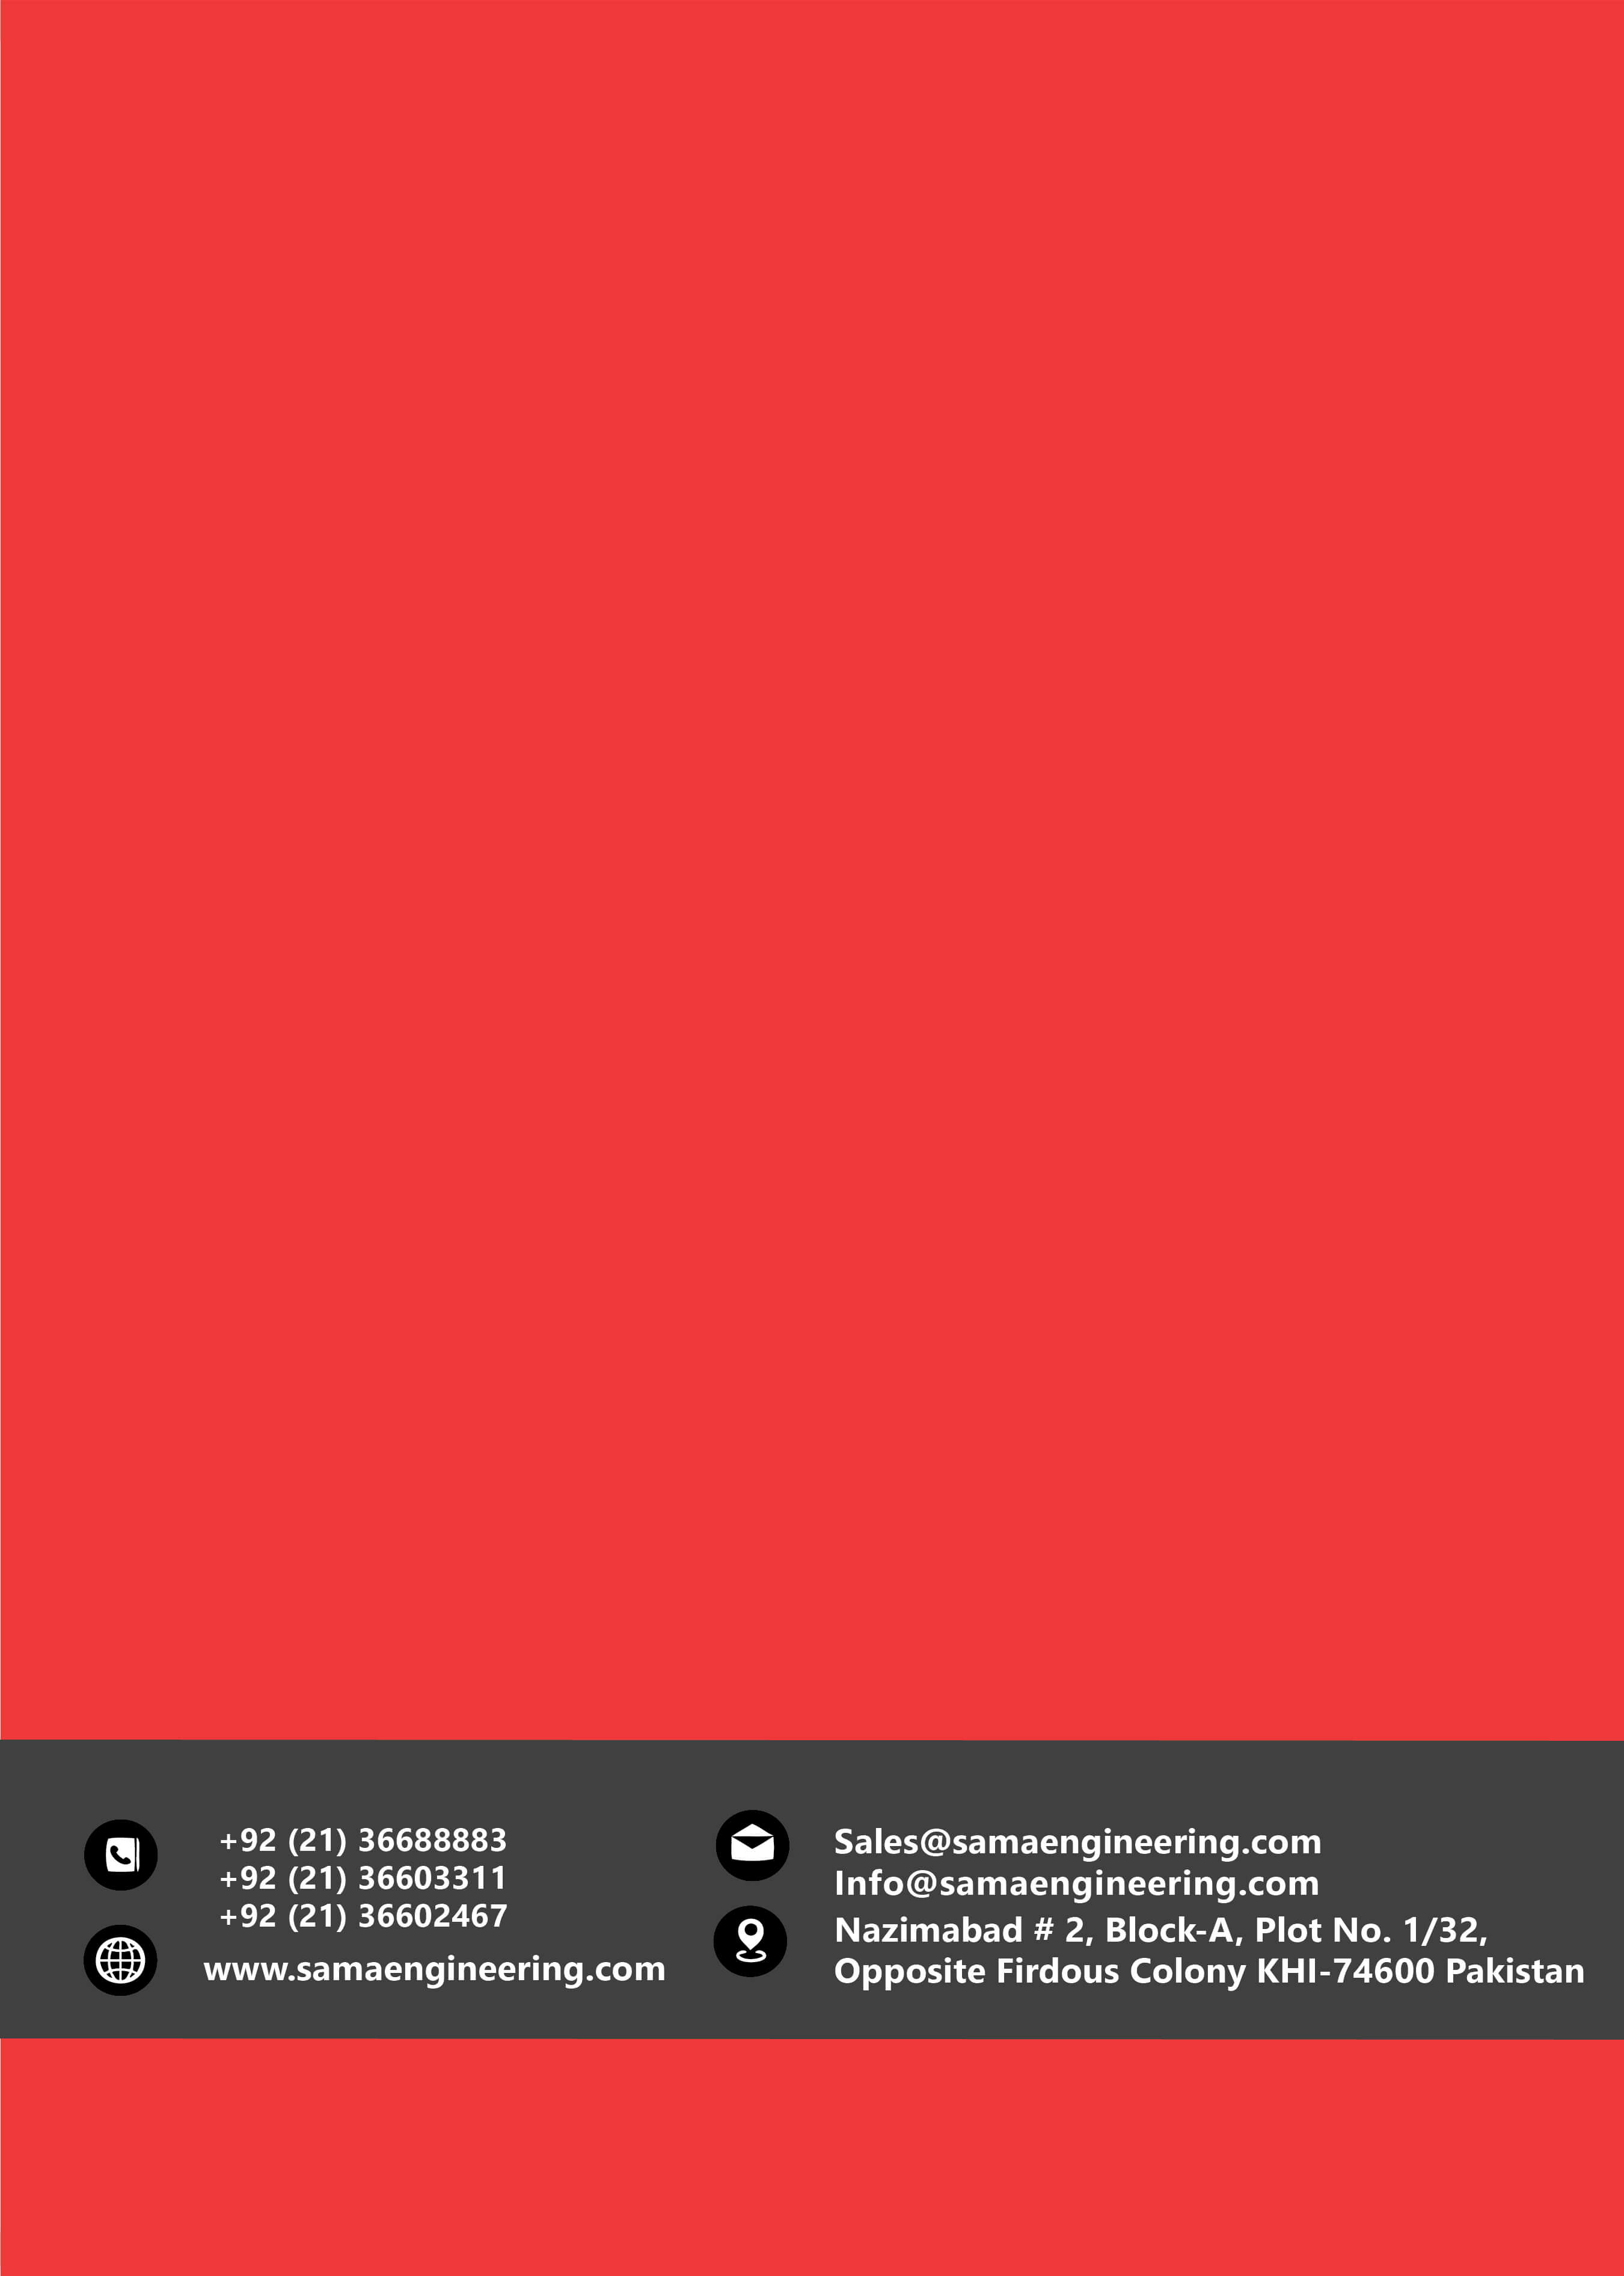 +92 (21) 36688883
+92 (21) 36603311
+92 (21) 36602467
www.samaengineering.com
Sales@samaengineering.com
Info@samaengineering.com
Nazimabad # 2, Block-A, Plot No. 1/32,
Opposite Firdous Colony KHI-74600 Pakistan